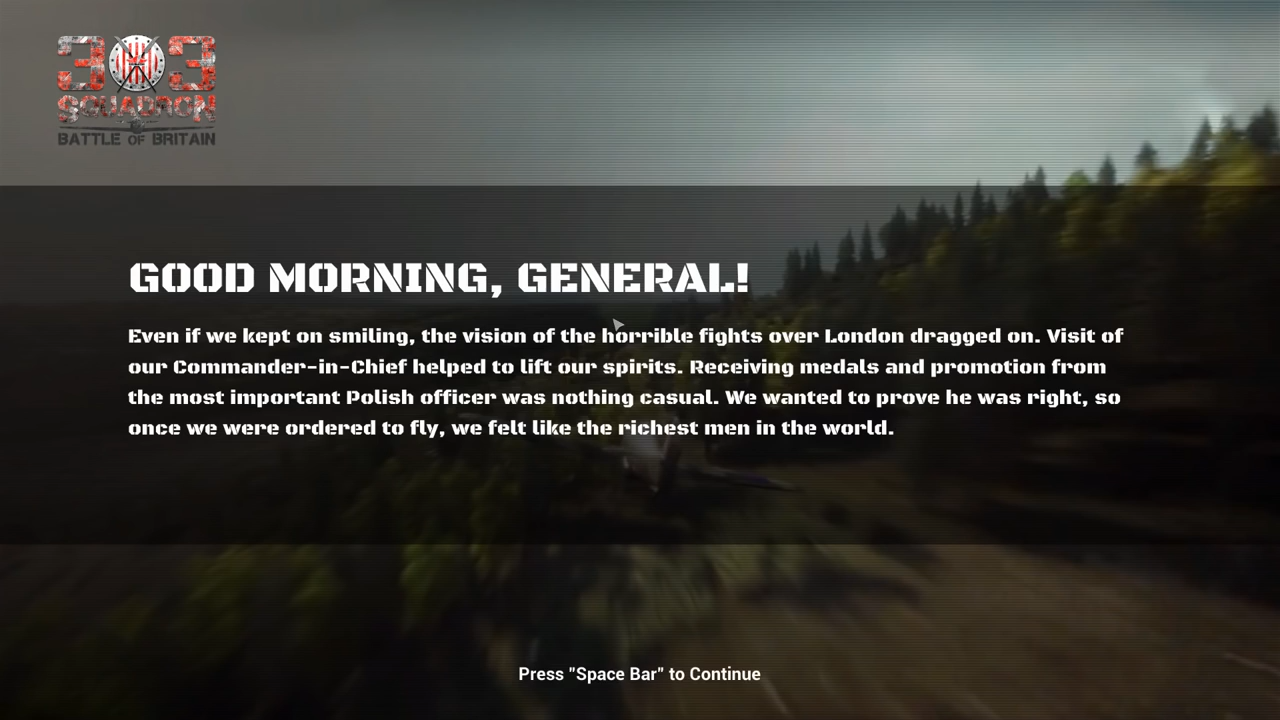 303
SQUADRON
BATTLE OF BRITAIN
GOOD MORNING, GENERAL!
Even if we kept on smiling, the vision of the horrible fights over London dragged on. Visit of
our Commander-in-Chief helped to lift our spirits. Receiving medals and promotion from
the most important Polish officer was nothing casual. We wanted to prove he was right, so
once we were ordered to fly, we felt like the richest men in the world.
Press "Space Bar" to Continue